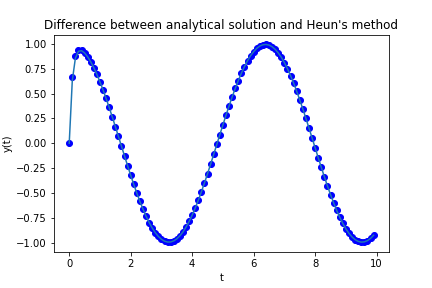 Difference between analytical solution and Heun's method
1.00
0.75
0.50
0.25
0.00
−0.25
−0.50
−0.75
−1.00
y(t)
0 2 4 6 8 10
t